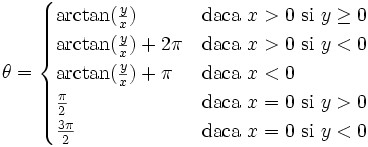 θ = { arctan(y/x) daca x > 0 si y ≥ 0
arctan(y/x) + 2π daca x > 0 si y < 0
arctan(y/x) + π daca x < 0
π/2 daca x = 0 si y > 0
3π/2 daca x = 0 si y < 0